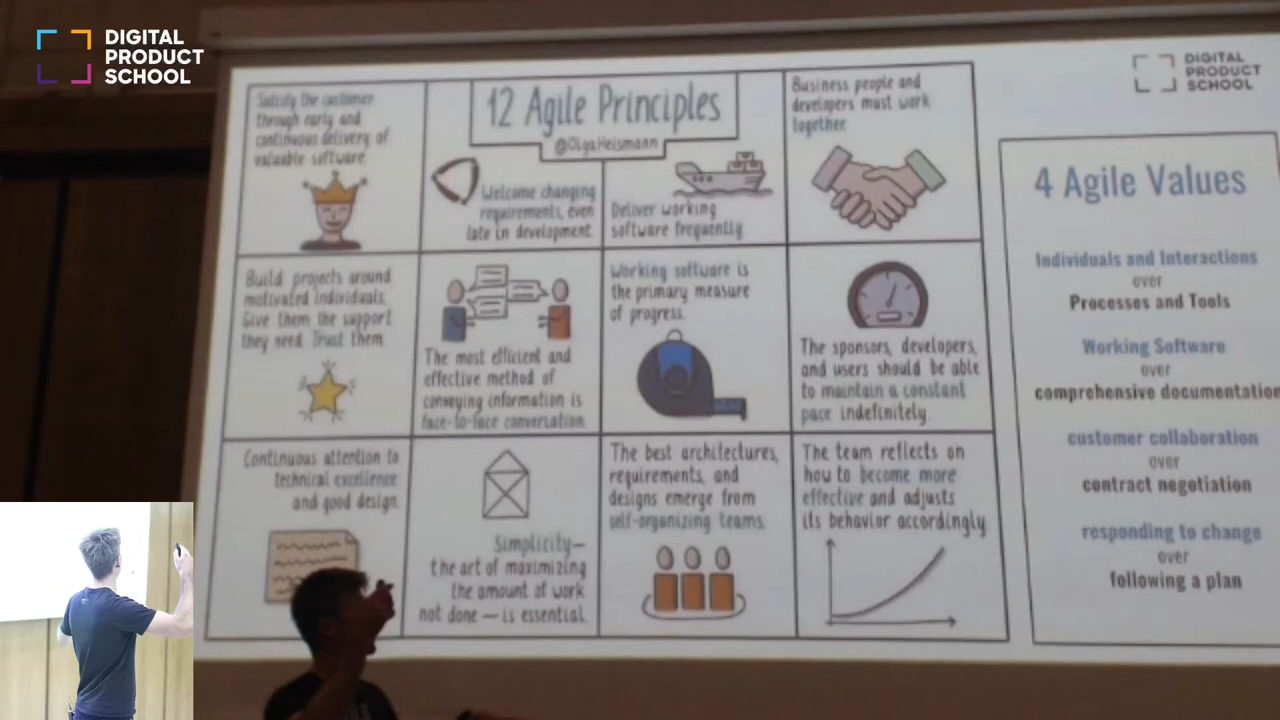 DIGITAL
PRODUCT
SCHOOL
12 Agile Principles
@OlgaHeismann
Satisfy the customer
through early and
continuous delivery of
valuable software.
Welcome changing
requirements, even
late in development.
Deliver working
software frequently
Business people and
developers must work
together.
Build projects around
motivated individuals.
Give them the support
they need. Trust them.
The most efficient and
effective method of
conveying information is
face-to-face conversation.
Working software is
the primary measure
of progress.
The sponsors, developers,
and users should be able
to maintain a constant
pace indefinitely.
Continuous attention to
technical excellence
and good design.
Simplicity—
the art of maximizing
the amount of work
not done — is essential.
The best architectures,
requirements, and
designs emerge from
self-organizing teams.
The team reflects on
how to become more
effective and adjusts
its behavior accordingly
DIGITAL
PRODUCT
SCHOOL
4 Agile Values
Individuals and Interactions
over
Processes and Tools
Working Software
over
comprehensive documentation
customer collaboration
over
contract negotiation
responding to change
over
following a plan